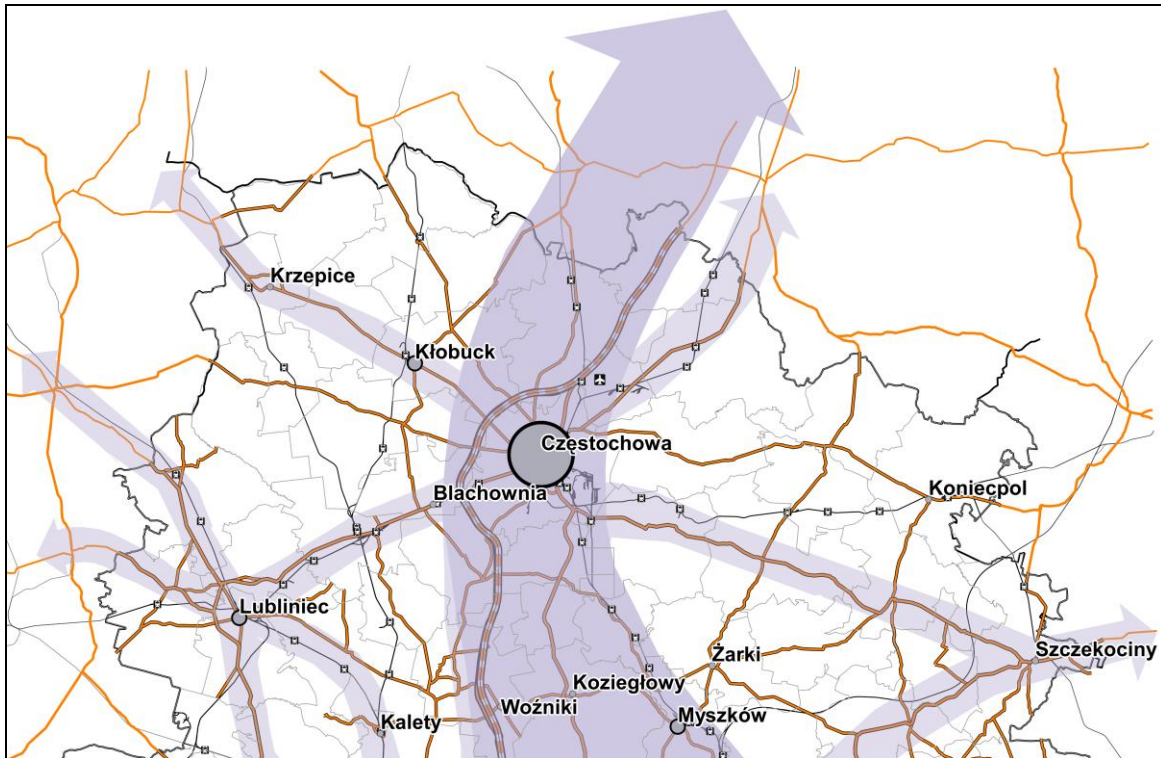 Krzepice
Kłobuck
Częstochowa
Blachownia
Koniecpol
Lubliniec
Żarki
Szczekociny
Koziegłowy
Woźniki
Myszków
Kalety